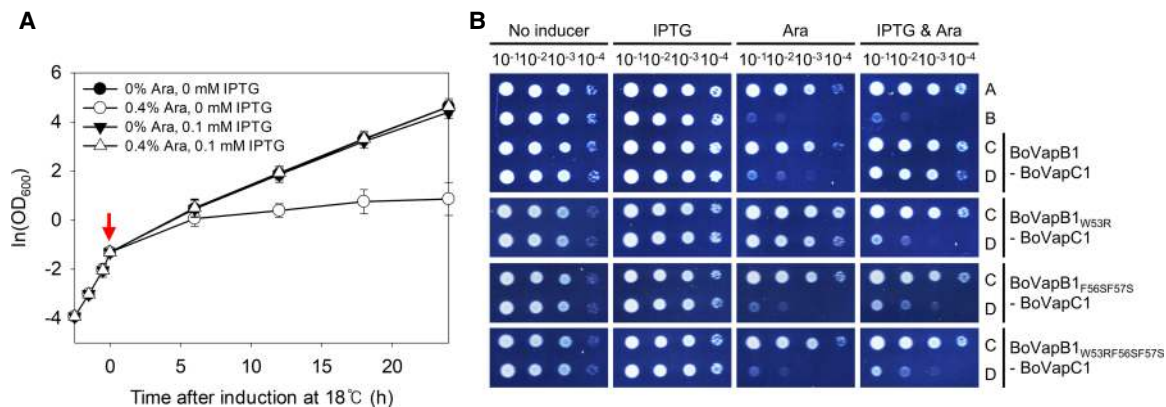 A
ln(OD600)
6
4
2
0
-2
-4
0% Ara, 0 mM IPTG
0.4% Ara, 0 mM IPTG
0% Ara, 0.1 mM IPTG
0.4% Ara, 0.1 mM IPTG
0 5 10 15 20
Time after induction at 18℃ (h)
B
No inducer IPTG Ara IPTG & Ara
10-1 10-2 10-3 10-4 10-1 10-2 10-3 10-4 10-1 10-2 10-3 10-4 10-1 10-2 10-3 10-4
A
B
C
D
BoVapB1
- BoVapC1
C
D
BoVapB1W53R
- BoVapC1
C
D
BoVapB1F56SF57S
- BoVapC1
C
D
BoVapB1W53RF56SF57S
- BoVapC1